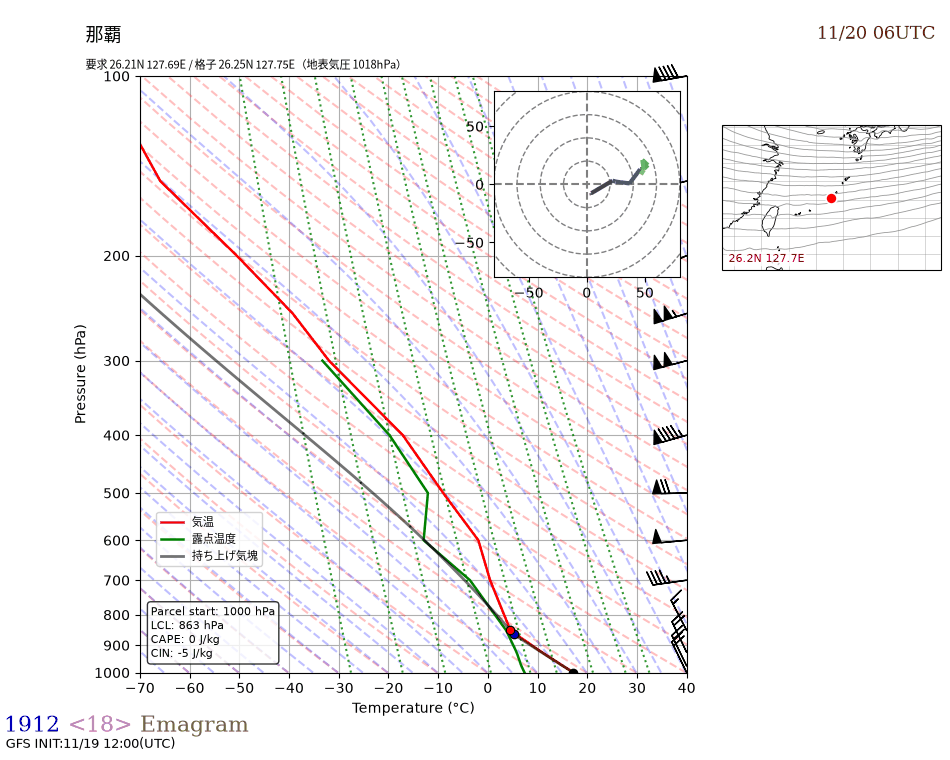 那覇
11/20 06UTC
要求 26.21N 127.69E / 格子 26.25N 127.75E（地表気圧 1018hPa）
100
200
300
400
500
600
700
800
900
1000
Pressure (hPa)
−70 −60 −50 −40 −30 −20 −10 0 10 20 30 40
Temperature (°C)
50
0
−50
−50 0 50
気温
露点温度
持ち上げ気塊
Parcel start: 1000 hPa
LCL: 863 hPa
CAPE: 0 J/kg
CIN: -5 J/kg
26.2N 127.7E
1912 <18> Emagram
GFS INIT:11/19 12:00(UTC)